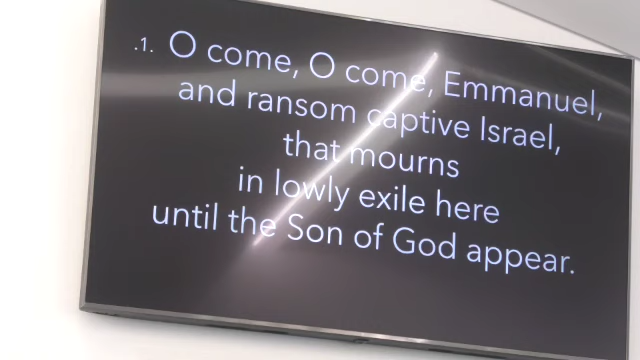 .1. O come, O come, Emmanuel,
and ransom captive Israel,
that mourns
in lowly exile here
until the Son of God appear.